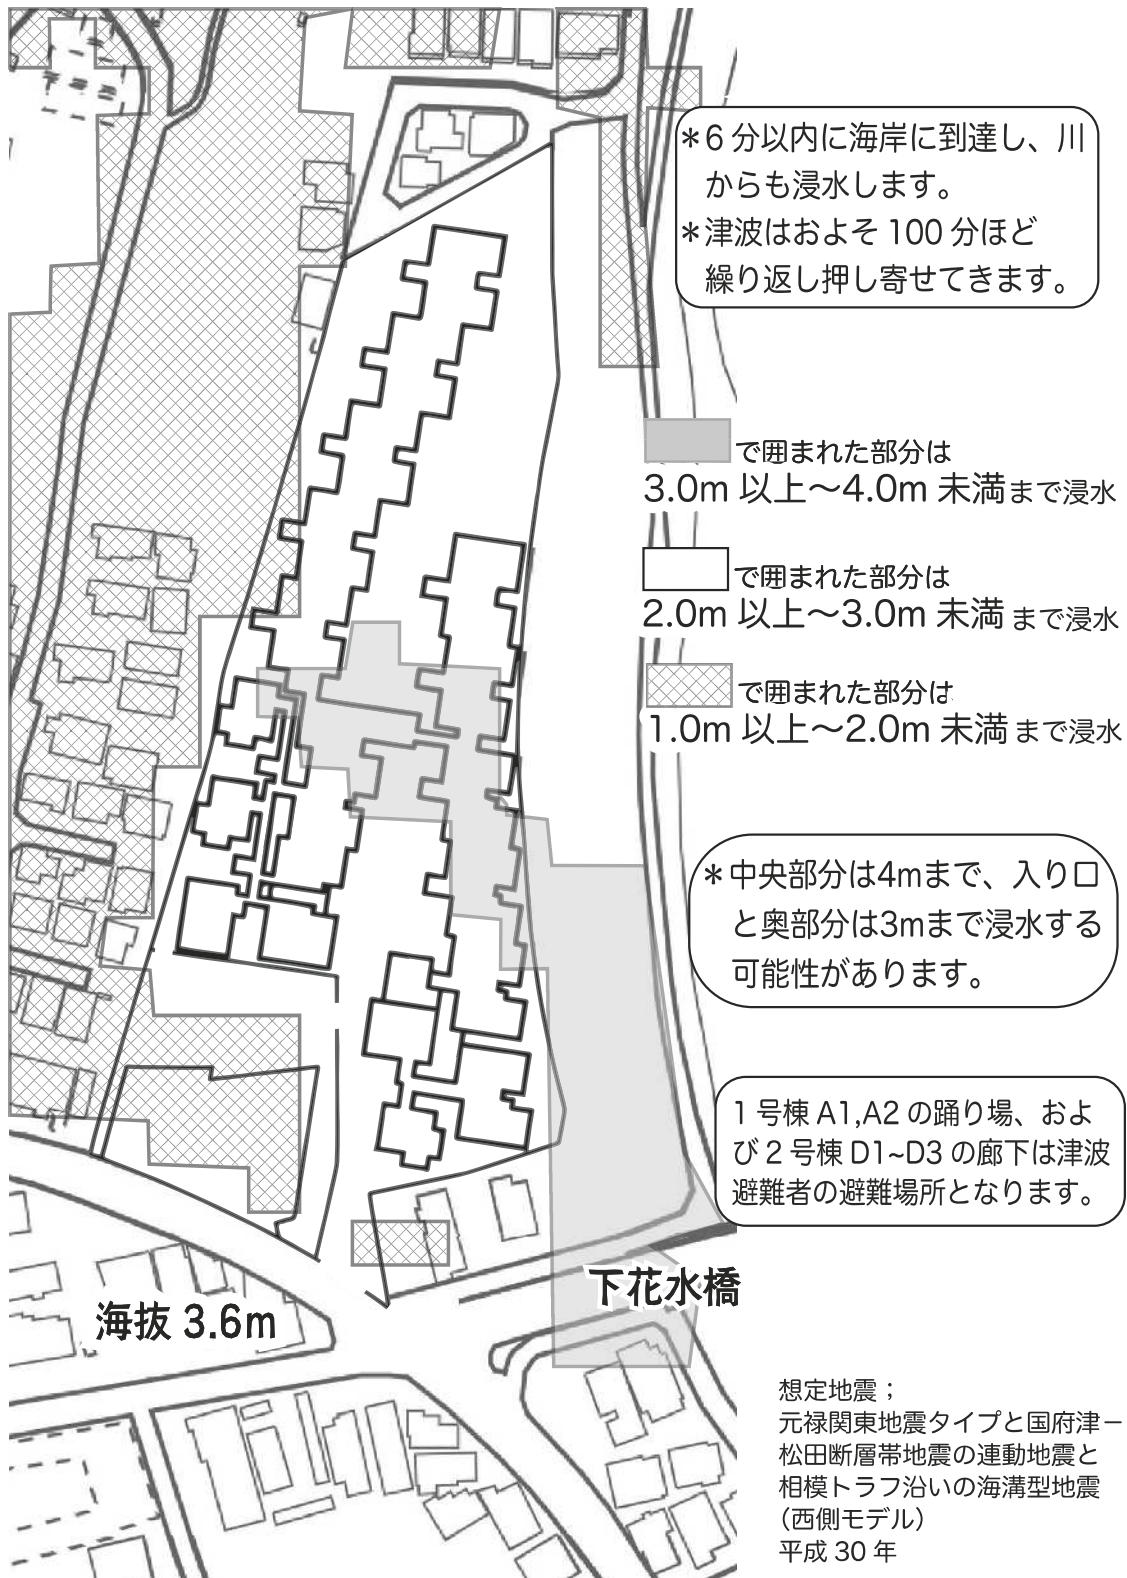 ＊6 分以内に海岸に到達し、川
からも浸水します。
＊津波はおよそ 100 分ほど
繰り返し押し寄せてきます。
で囲まれた部分は
3.0m 以上～4.0m 未満まで浸水
で囲まれた部分は
2.0m 以上～3.0m 未満 まで浸水
で囲まれた部分は
1.0m 以上～2.0m 未満 まで浸水
＊中央部分は4mまで、入り口
と奥部分は3mまで浸水する
可能性があります。
1 号棟 A1,A2 の踊り場、およ
び 2 号棟 D1~D3 の廊下は津波
避難者の避難場所となります。
下花水橋
海抜 3.6m
想定地震；
元禄関東地震タイプと国府津－
松田断層帯地震の連動地震と
相模トラフ沿いの海溝型地震
（西側モデル）
平成 30 年